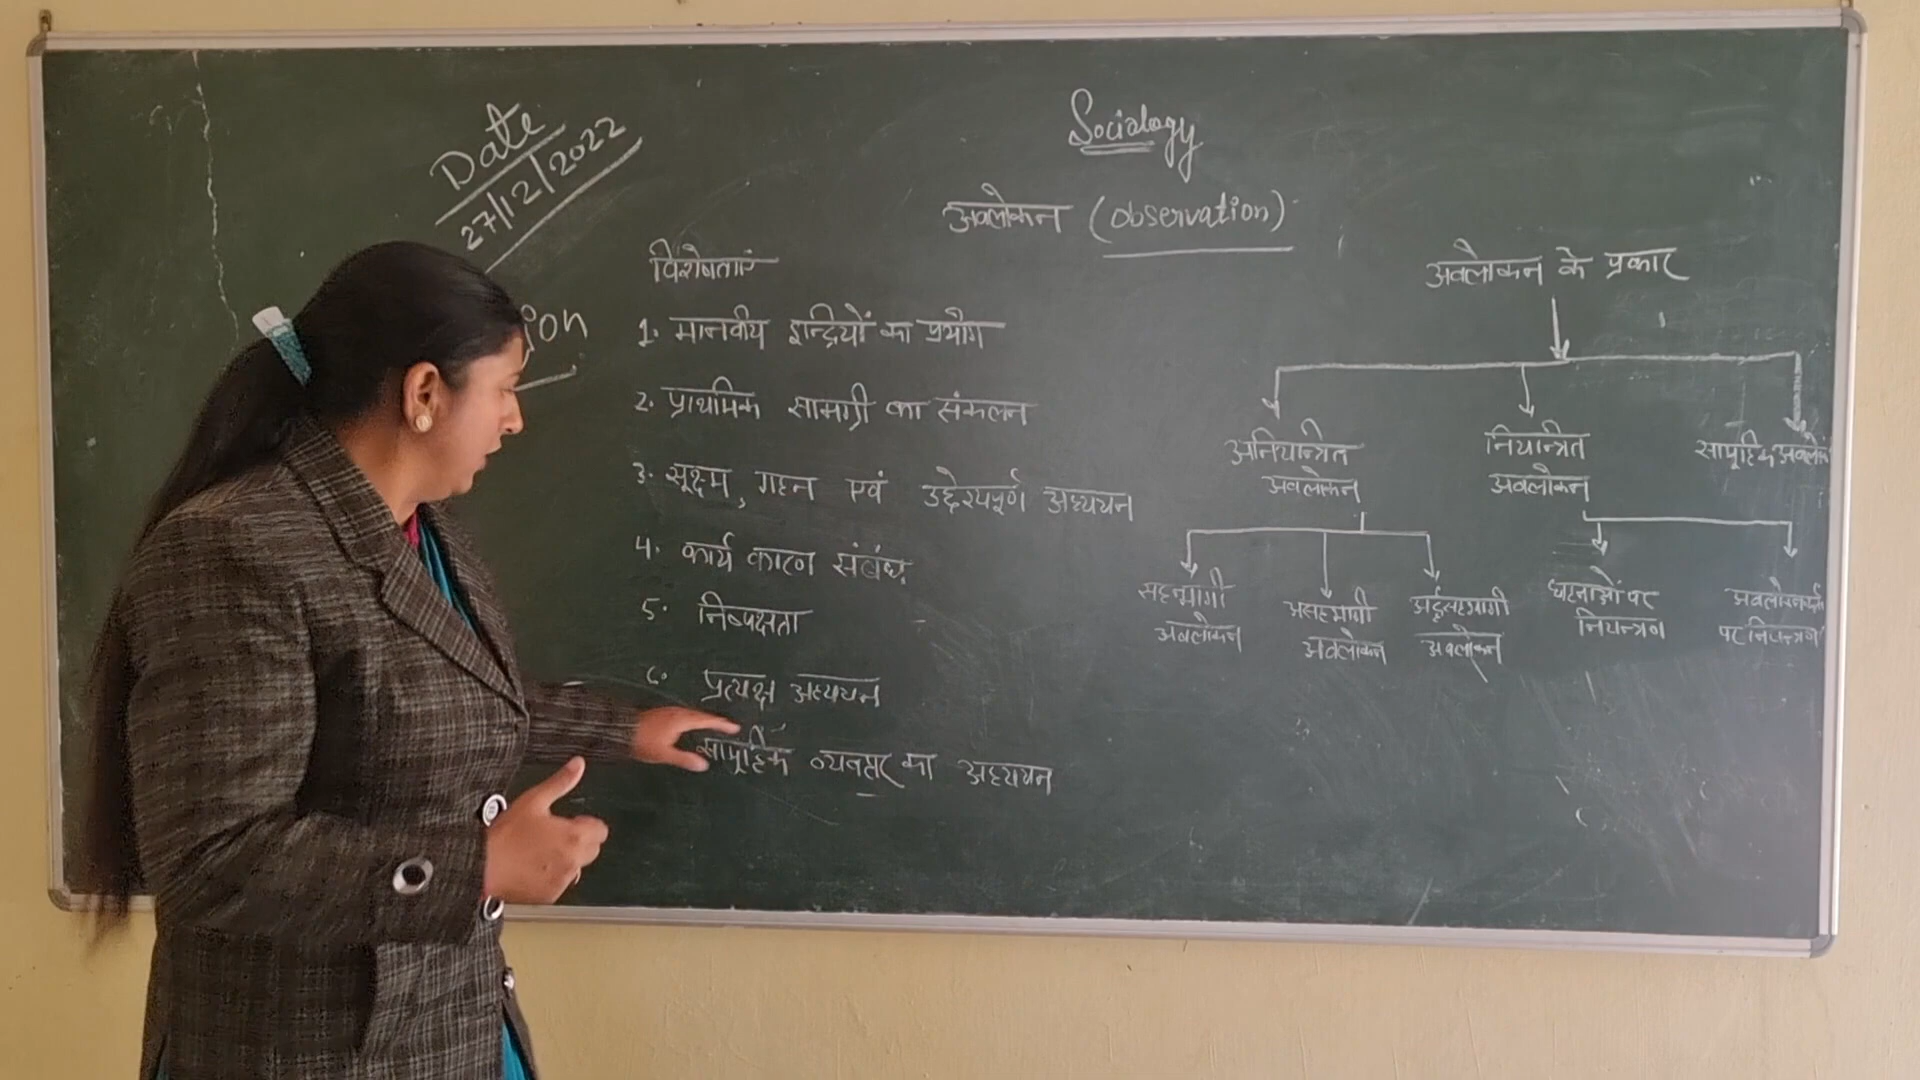 Date
27/12/2022
Sociology
अवलोकन (observation)
विशेषताएं
1. मानवीय इन्द्रियों का प्रयोग
2. प्राथमिक सामग्री का संकलन
3. सूक्ष्म, गहन एवं उद्देश्यपूर्ण अध्ययन
4. कार्य कारण संबंध
5. निष्पक्षता
6. प्रत्यक्ष अध्ययन
सामूहिक व्यवहार का अध्ययन
अवलोकन के प्रकार
अनियन्त्रित
अवलोकन
नियन्त्रित
अवलोकन
सामूहिक अवलोकन
सहभागी
अवलोकन
असहभागी
अवलोकन
अर्द्धसहभागी
अवलोकन
घटनाओं पर
नियन्त्रण
अवलोकनकर्ता
पर नियन्त्रण